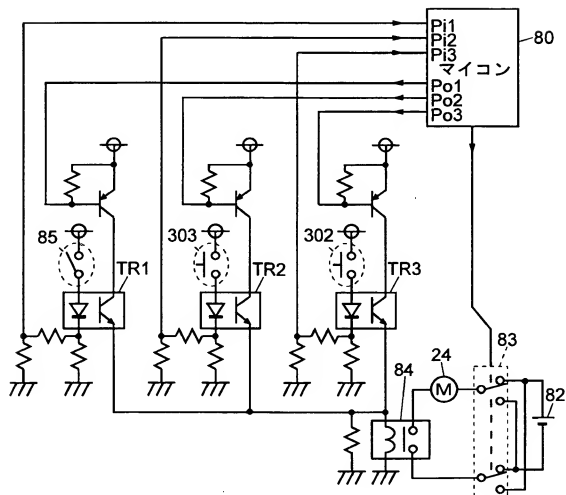 Pi1
Pi2
Pi3
マイコン
Po1
Po2
Po3
80
85
303
302
TR1
TR2
TR3
84
24
M
83
82